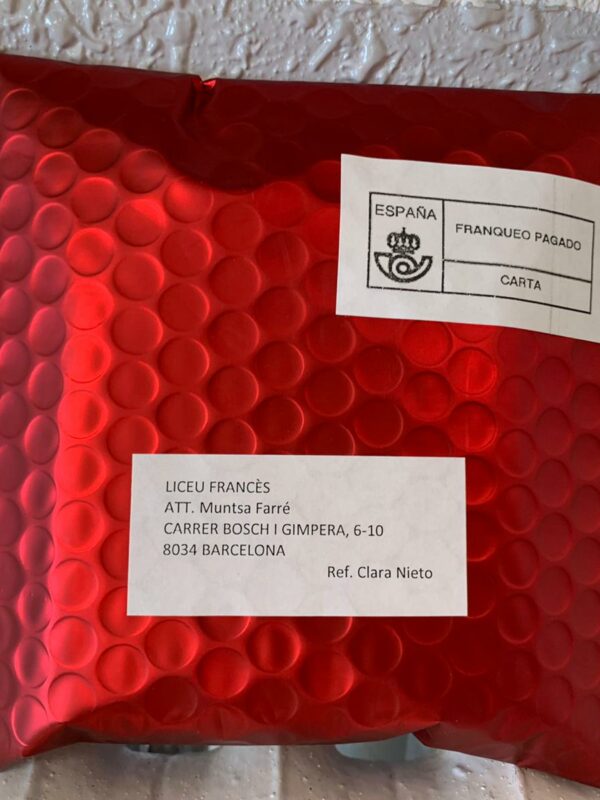 ESPAÑA
FRANQUEO PAGADO
CARTA
LICEU FRANCÈS
ATT. Muntsa Farré
CARRER BOSCH I GIMPERA, 6-10
8034 BARCELONA
Ref. Clara Nieto